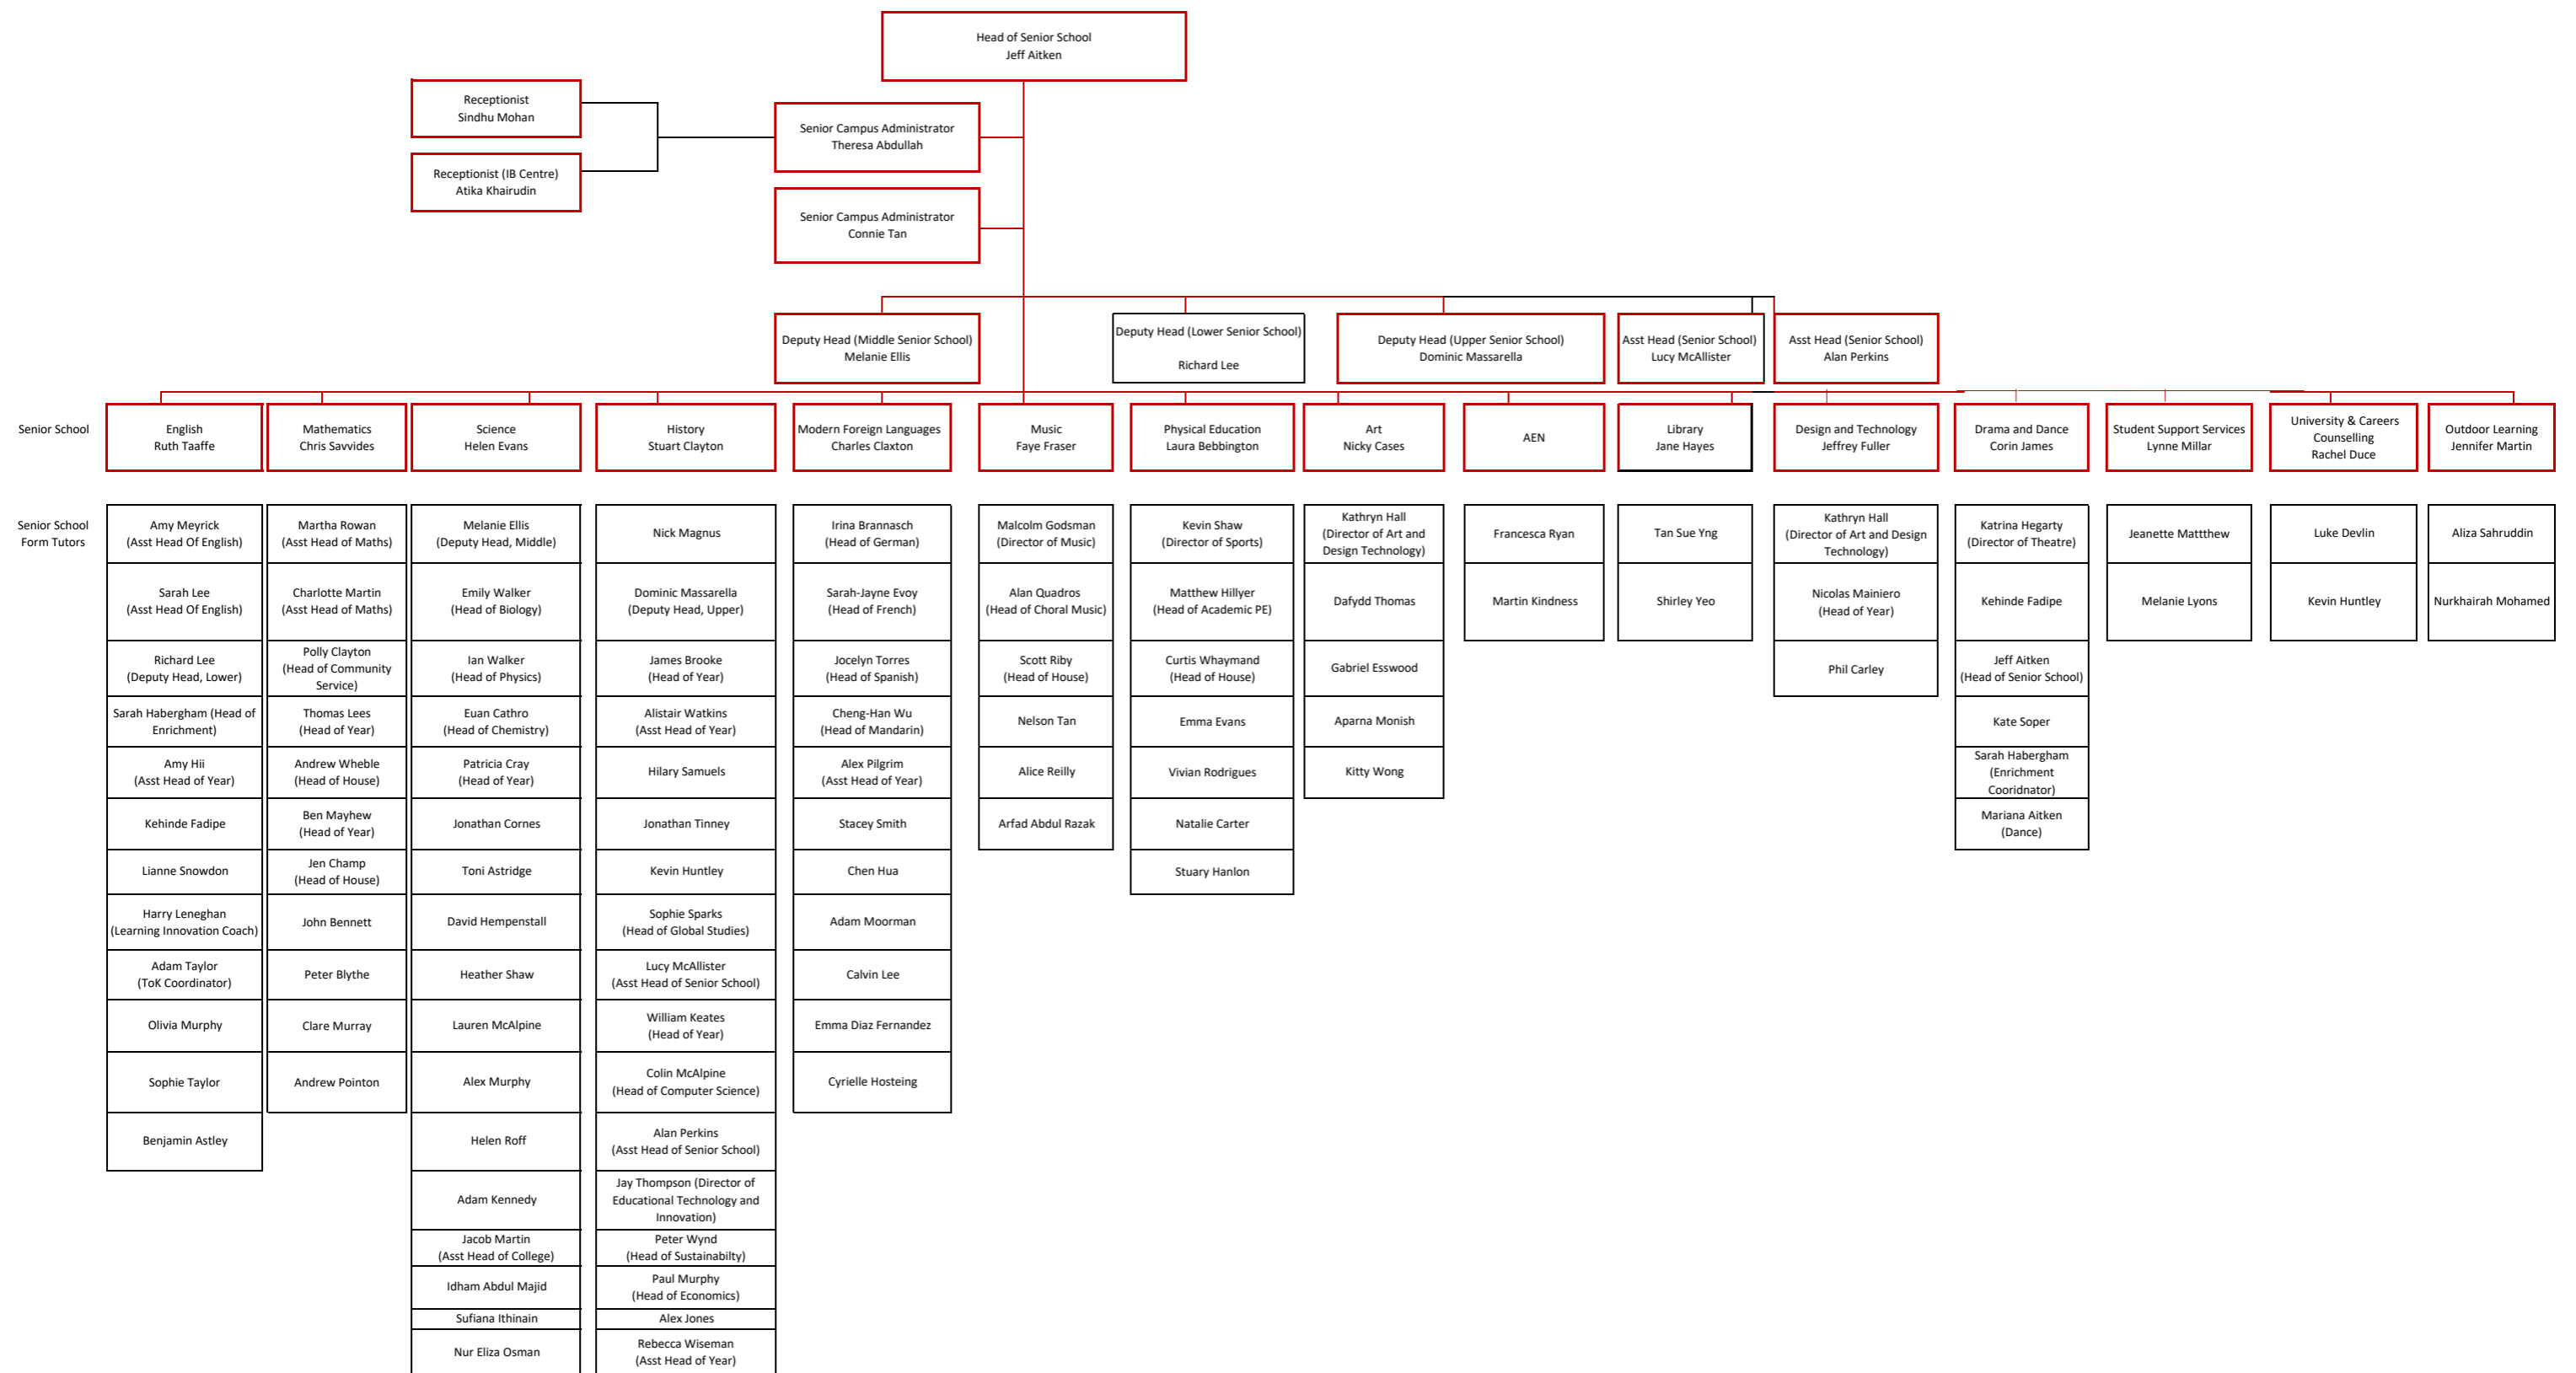 Head of Senior School
Jeff Aitken
Receptionist
Sindhu Mohan
Senior Campus Administrator
Theresa Abdullah
Receptionist (IB Centre)
Atika Khairudin
Senior Campus Administrator
Connie Tan
Deputy Head (Middle Senior School)
Melanie Ellis
Deputy Head (Lower Senior School)
Richard Lee
Deputy Head (Upper Senior School)
Dominic Massarella
Asst Head (Senior School)
Lucy McAllister
Asst Head (Senior School)
Alan Perkins
Senior School
English
Ruth Taaffe
Mathematics
Chris Savvides
Science
Helen Evans
History
Stuart Clayton
Modern Foreign Languages
Charles Claxton
Music
Faye Fraser
Physical Education
Laura Bebbington
Art
Nicky Cases
AEN
Library
Jane Hayes
Design and Technology
Jeffrey Fuller
Drama and Dance
Corin James
Student Support Services
Lynne Millar
University & Careers
Counselling
Rachel Duce
Outdoor Learning
Jennifer Martin
Senior School
Form Tutors
Amy Meyrick
(Asst Head Of English)
Sarah Lee
(Asst Head Of English)
Richard Lee
(Deputy Head, Lower)
Sarah Habergham (Head of
Enrichment)
Amy Hii
(Asst Head of Year)
Kehinde Fadipe
Lianne Snowdon
Harry Leneghan
(Learning Innovation Coach)
Adam Taylor
(ToK Coordinator)
Olivia Murphy
Sophie Taylor
Benjamin Astley
Martha Rowan
(Asst Head of Maths)
Charlotte Martin
(Asst Head of Maths)
Polly Clayton
(Head of Community
Service)
Thomas Lees
(Head of Year)
Andrew Wheble
(Head of House)
Ben Mayhew
(Head of Year)
Jen Champ
(Head of House)
John Bennett
Peter Blythe
Clare Murray
Andrew Pointon
Melanie Ellis
(Deputy Head, Middle)
Emily Walker
(Head of Biology)
Ian Walker
(Head of Physics)
Euan Cathro
(Head of Chemistry)
Patricia Cray
(Head of Year)
Jonathan Cornes
Toni Astridge
David Hempenstall
Heather Shaw
Lauren McAlpine
Alex Murphy
Helen Roff
Adam Kennedy
Jacob Martin
(Asst Head of College)
Idham Abdul Majid
Sufiana Ithinain
Nur Eliza Osman
Nick Magnus
Dominic Massarella
(Deputy Head, Upper)
James Brooke
(Head of Year)
Alistair Watkins
(Asst Head of Year)
Hilary Samuels
Jonathan Tinney
Kevin Huntley
Sophie Sparks
(Head of Global Studies)
Lucy McAllister
(Asst Head of Senior School)
William Keates
(Head of Year)
Colin McAlpine
(Head of Computer Science)
Alan Perkins
(Asst Head of Senior School)
Jay Thompson (Director of
Educational Technology and
Innovation)
Peter Wynd
(Head of Sustainabilty)
Paul Murphy
(Head of Economics)
Alex Jones
Rebecca Wiseman
(Asst Head of Year)
Irina Brannasch
(Head of German)
Sarah-Jayne Evoy
(Head of French)
Jocelyn Torres
(Head of Spanish)
Cheng-Han Wu
(Head of Mandarin)
Alex Pilgrim
(Asst Head of Year)
Stacey Smith
Chen Hua
Adam Moorman
Calvin Lee
Emma Diaz Fernandez
Cyrielle Hosteing
Malcolm Godsman
(Director of Music)
Alan Quadros
(Head of Choral Music)
Scott Riby
(Head of House)
Nelson Tan
Alice Reilly
Arfad Abdul Razak
Kevin Shaw
(Director of Sports)
Matthew Hillyer
(Head of Academic PE)
Curtis Whaymand
(Head of House)
Emma Evans
Vivian Rodrigues
Natalie Carter
Stuary Hanlon
Kathryn Hall
(Director of Art and
Design Technology)
Dafydd Thomas
Gabriel Esswood
Aparna Monish
Kitty Wong
Francesca Ryan
Martin Kindness
Tan Sue Yng
Shirley Yeo
Kathryn Hall
(Director of Art and Design
Technology)
Nicolas Mainiero
(Head of Year)
Phil Carley
Katrina Hegarty
(Director of Theatre)
Kehinde Fadipe
Jeff Aitken
(Head of Senior School)
Kate Soper
Sarah Habergham
(Enrichment
Cooridnator)
Mariana Aitken
(Dance)
Jeanette Mattthew
Melanie Lyons
Luke Devlin
Kevin Huntley
Aliza Sahruddin
Nurkhairah Mohamed